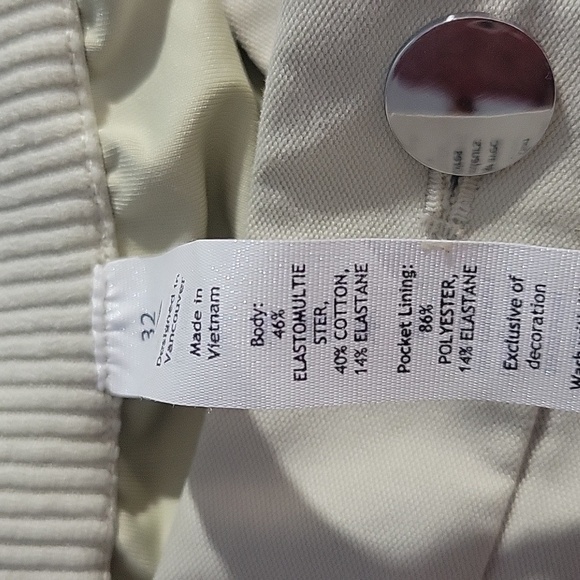 32
Designed in
Vancouver
Made in
Vietnam
Body:
46%
ELASTOMULTIE
STER,
40% COTTON,
14% ELASTANE
Pocket Lining:
86%
POLYESTER,
14% ELASTANE
Exclusive of
decoration